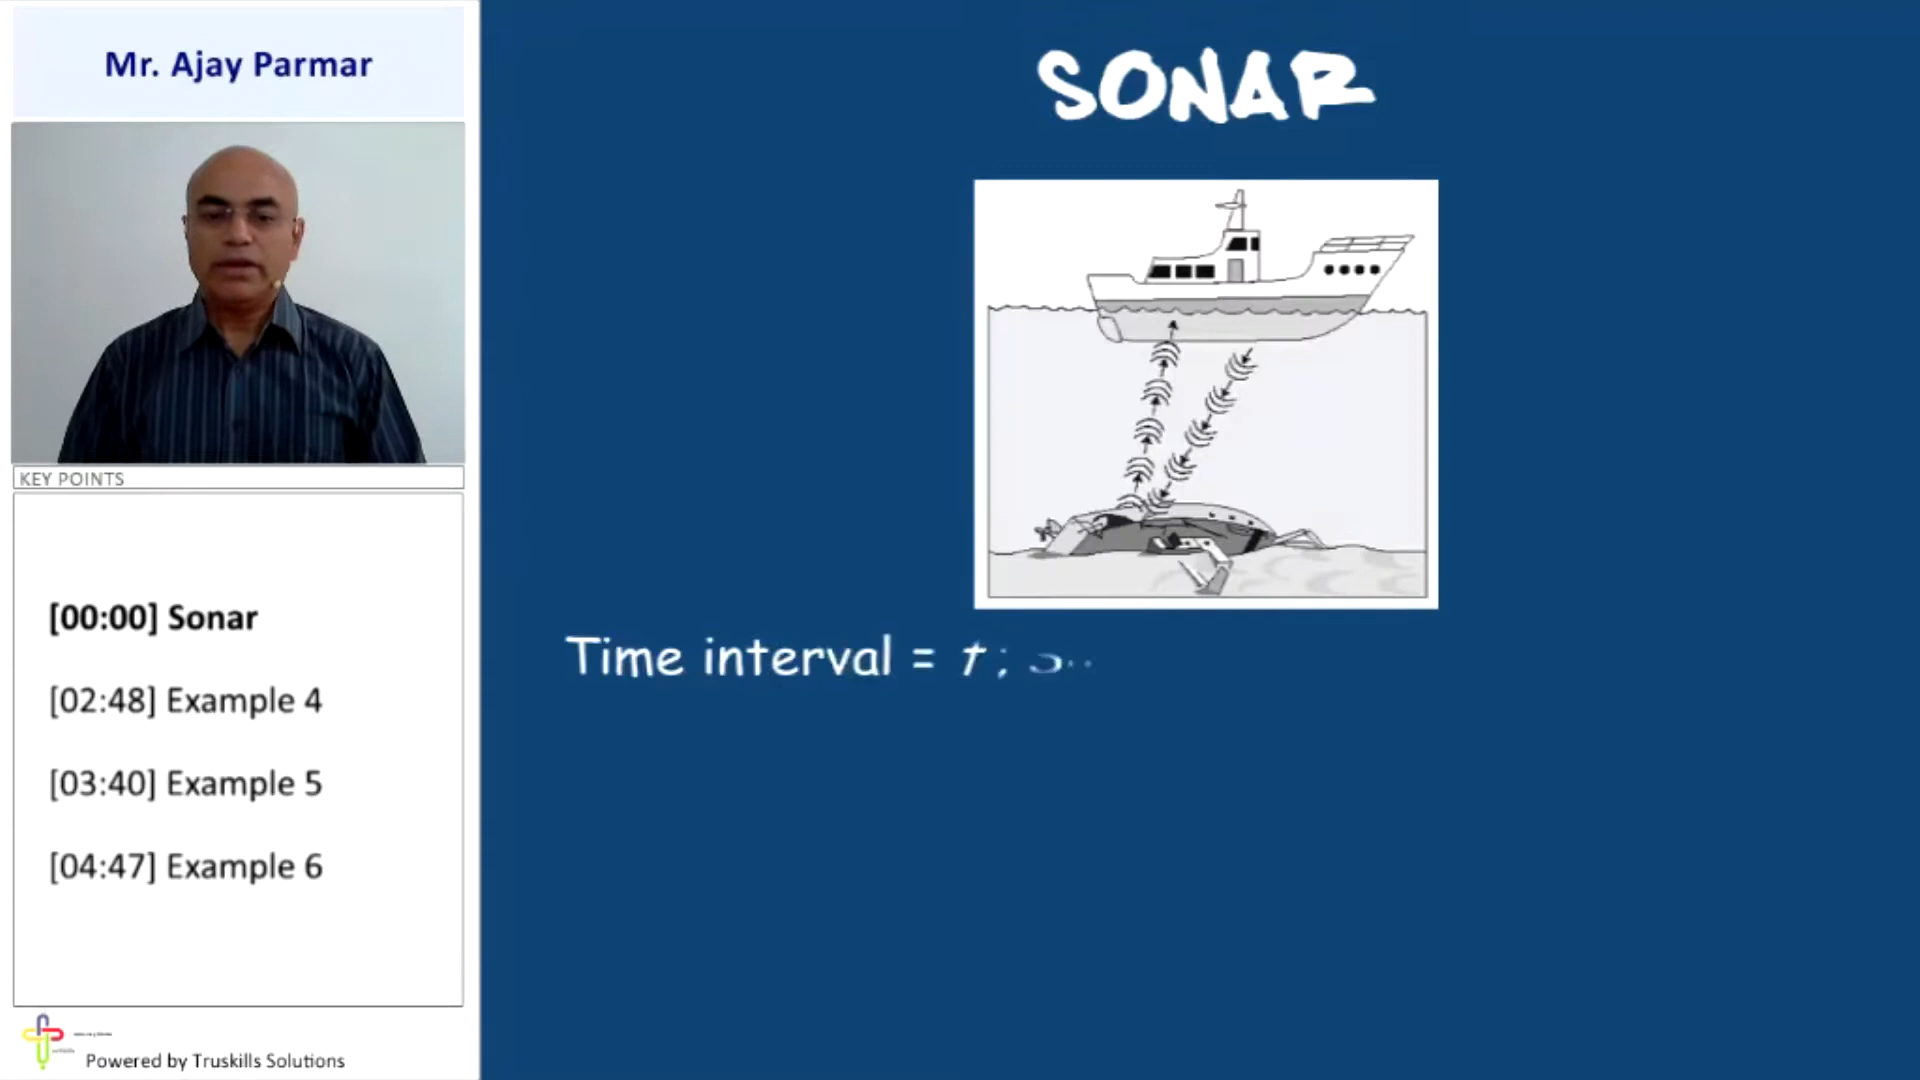 Mr. Ajay Parmar
SONAR
KEY POINTS
[00:00] Sonar
[02:48] Example 4
[03:40] Example 5
[04:47] Example 6
Time interval = t ;
Powered by Truskills Solutions